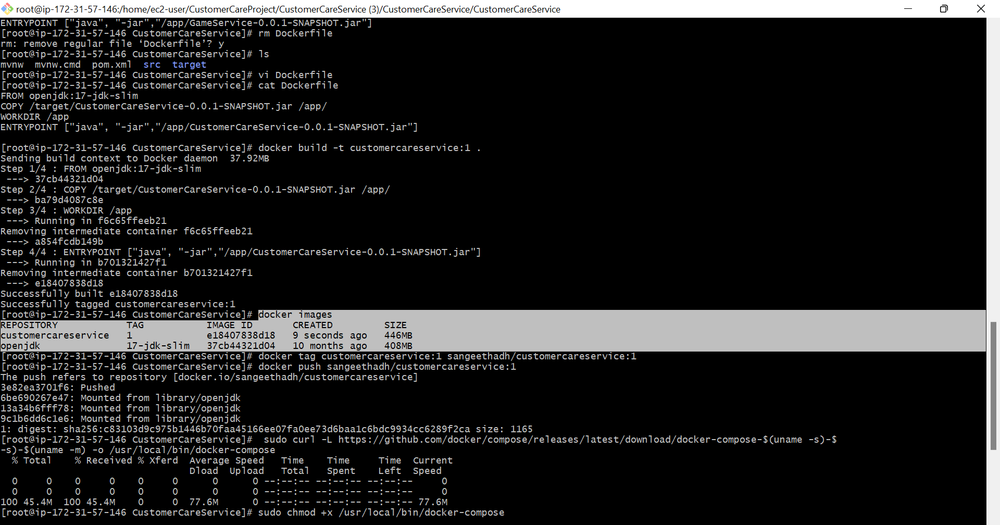 root@ip-172-31-57-146:/home/ec2-user/CustomerCareProject/CustomerCareService (3)/CustomerCareService/CustomerCareService
ENTRYPOINT ["java", "-jar","/app/GameService-0.0.1-SNAPSHOT.jar"]
[root@ip-172-31-57-146 CustomerCareService]# rm Dockerfile
rm: remove regular file ‘Dockerfile’? y
[root@ip-172-31-57-146 CustomerCareService]# ls
mvnw  mvnw.cmd  pom.xml  src  target
[root@ip-172-31-57-146 CustomerCareService]# vi Dockerfile
[root@ip-172-31-57-146 CustomerCareService]# cat Dockerfile
FROM openjdk:17-jdk-slim
COPY /target/CustomerCareService-0.0.1-SNAPSHOT.jar /app/
WORKDIR /app
ENTRYPOINT ["java", "-jar","/app/CustomerCareService-0.0.1-SNAPSHOT.jar"]
[root@ip-172-31-57-146 CustomerCareService]# docker build -t customercareservice:1 .
Sending build context to Docker daemon  37.92MB
Step 1/4 : FROM openjdk:17-jdk-slim
 ---> 37cb44321d04
Step 2/4 : COPY /target/CustomerCareService-0.0.1-SNAPSHOT.jar /app/
 ---> ba79d4087c8e
Step 3/4 : WORKDIR /app
 ---> Running in f6c65ffeeb21
Removing intermediate container f6c65ffeeb21
 ---> a854fcdb149b
Step 4/4 : ENTRYPOINT ["java", "-jar","/app/CustomerCareService-0.0.1-SNAPSHOT.jar"]
 ---> Running in b701321427f1
Removing intermediate container b701321427f1
 ---> e18407838d18
Successfully built e18407838d18
Successfully tagged customercareservice:1
[root@ip-172-31-57-146 CustomerCareService]# docker images
REPOSITORY            TAG           IMAGE ID       CREATED         SIZE
customercareservice   1             e18407838d18   9 seconds ago   446MB
openjdk               17-jdk-slim   37cb44321d04   10 months ago   408MB
[root@ip-172-31-57-146 CustomerCareService]# docker tag customercareservice:1 sangeethadh/customercareservice:1
[root@ip-172-31-57-146 CustomerCareService]# docker push sangeethadh/customercareservice:1
The push refers to repository [docker.io/sangeethadh/customercareservice]
3e82ea3701f6: Pushed
6be690267e47: Mounted from library/openjdk
13a34b6fff78: Mounted from library/openjdk
9c1b6dd6c1e6: Mounted from library/openjdk
1: digest: sha256:c83103d9c975b1446b70faa45166ee07fa0ee73d6baa1c6bdc9934cc6289f2ca size: 1165
[root@ip-172-31-57-146 CustomerCareService]#  sudo curl -L https://github.com/docker/compose/releases/latest/download/docker-compose-$(uname -s)-$
-s)-$(uname -m) -o /usr/local/bin/docker-compose
  % Total    % Received % Xferd  Average Speed   Time    Time     Time  Current
                                 Dload  Upload   Total   Spent    Left  Speed
  0     0    0     0    0     0      0      0 --:--:-- --:--:-- --:--:--     0
  0     0    0     0    0     0      0      0 --:--:-- --:--:-- --:--:--     0
100 45.4M  100 45.4M    0     0  77.6M      0 --:--:-- --:--:-- --:--:-- 77.6M
[root@ip-172-31-57-146 CustomerCareService]# sudo chmod +x /usr/local/bin/docker-compose